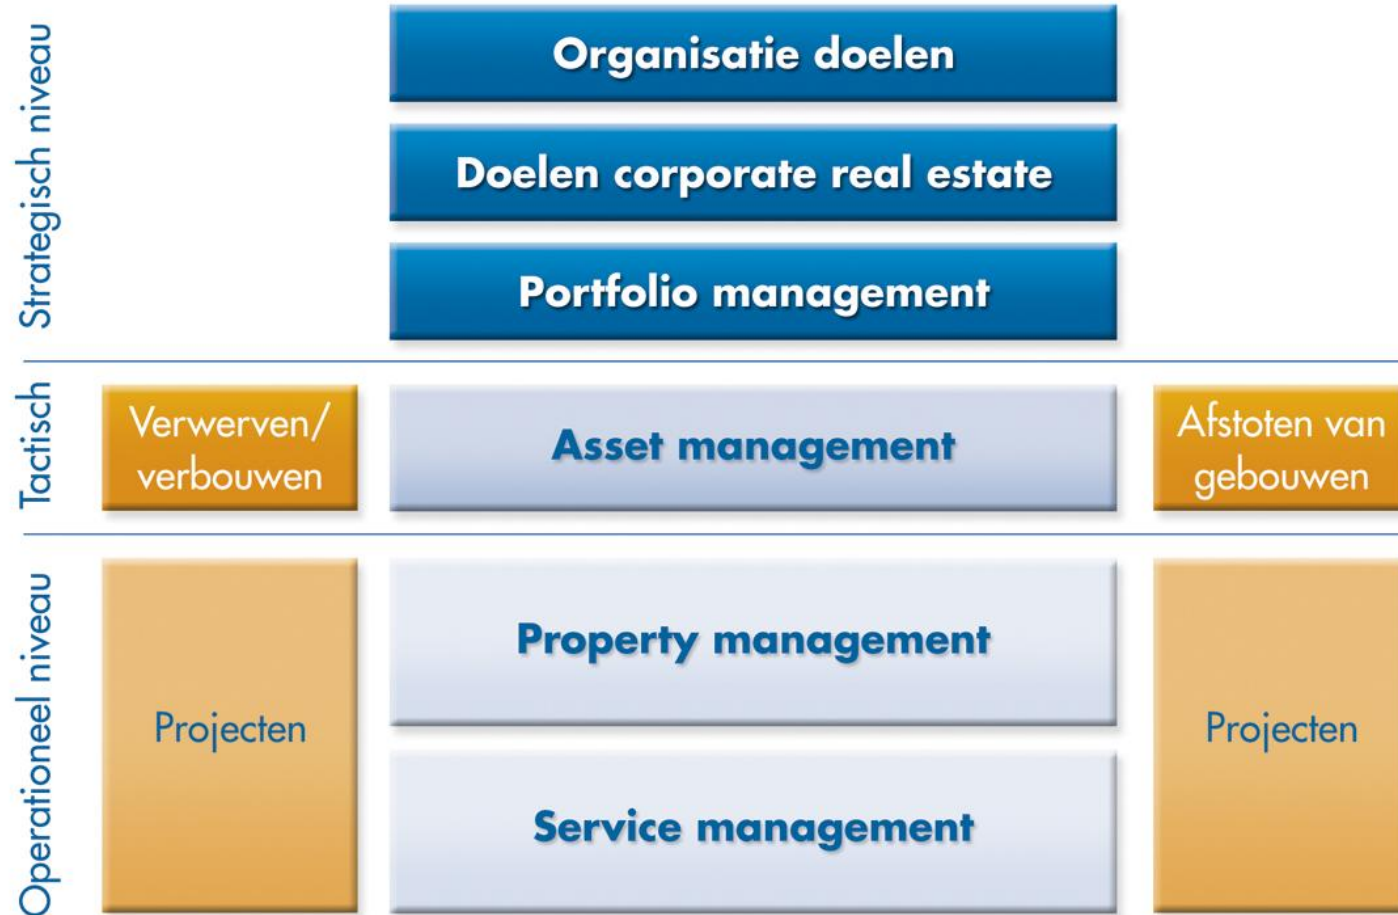 Strategisch niveau
Organisatie doelen
Doelen corporate real estate
Portfolio management
Tactisch
Verwerven/
verbouwen
Asset management
Afstoten van
gebouwen
Operationeel niveau
Projecten
Property management
Service management
Projecten